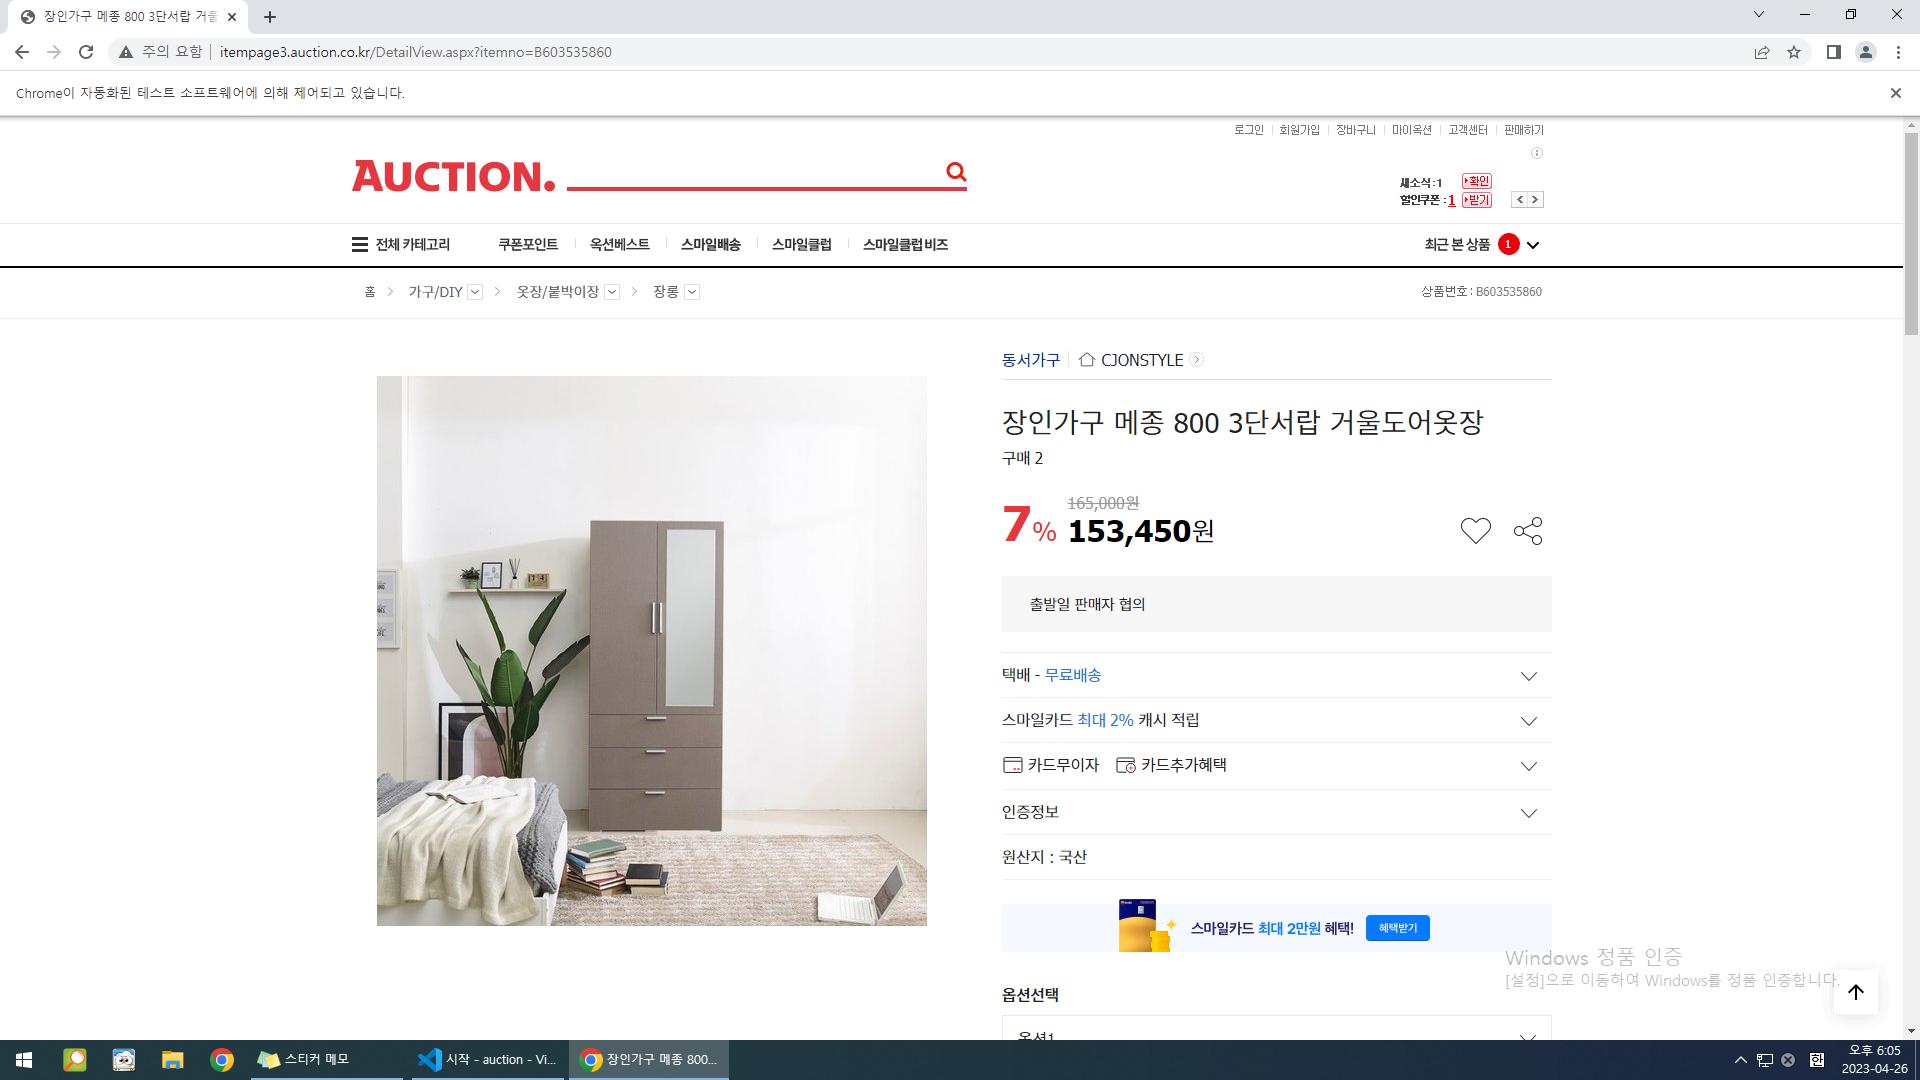 장인가구 메종 800 3단서랍 거울
주의 요함
itempage3.auction.co.kr/DetailView.aspx?itemno=B603535860
Chrome이 자동화된 테스트 소프트웨어에 의해 제어되고 있습니다.
로그인 회원가입 장바구니 마이옥션 고객센터 판매하기
AUCTION.
새소식:1 확인
할인쿠폰:1 받기
전체 카테고리 쿠폰포인트 옥션베스트 스마일배송 스마일클럽 스마일클럽 비즈 최근 본 상품 1
홈 가구/DIY 옷장/붙박이장 장롱 상품번호 : B603535860
동서가구 CJONSTYLE
장인가구 메종 800 3단서랍 거울도어옷장
구매 2
165,000원
7% 153,450원
출발일 판매자 협의
택배 - 무료배송
스마일카드 최대 2% 캐시 적립
카드무이자 카드추가혜택
인증정보
원산지 : 국산
스마일카드 최대 2만원 혜택! 혜택받기
Windows 정품 인증
[설정]으로 이동하여 Windows를 정품 인증합니다.
옵션선택
옵션1
스티커 메모 시작 - auction - Vi... 장인가구 메종 800... 한 오후 6:05
2023-04-26